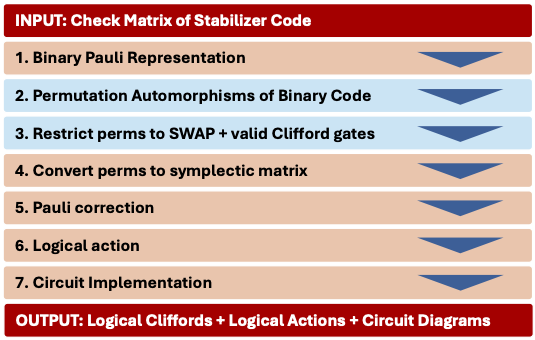 INPUT: Check Matrix of Stabilizer Code
1. Binary Pauli Representation
2. Permutation Automorphisms of Binary Code
3. Restrict perms to SWAP + valid Clifford gates
4. Convert perms to symplectic matrix
5. Pauli correction
6. Logical action
7. Circuit Implementation
OUTPUT: Logical Cliffords + Logical Actions + Circuit Diagrams